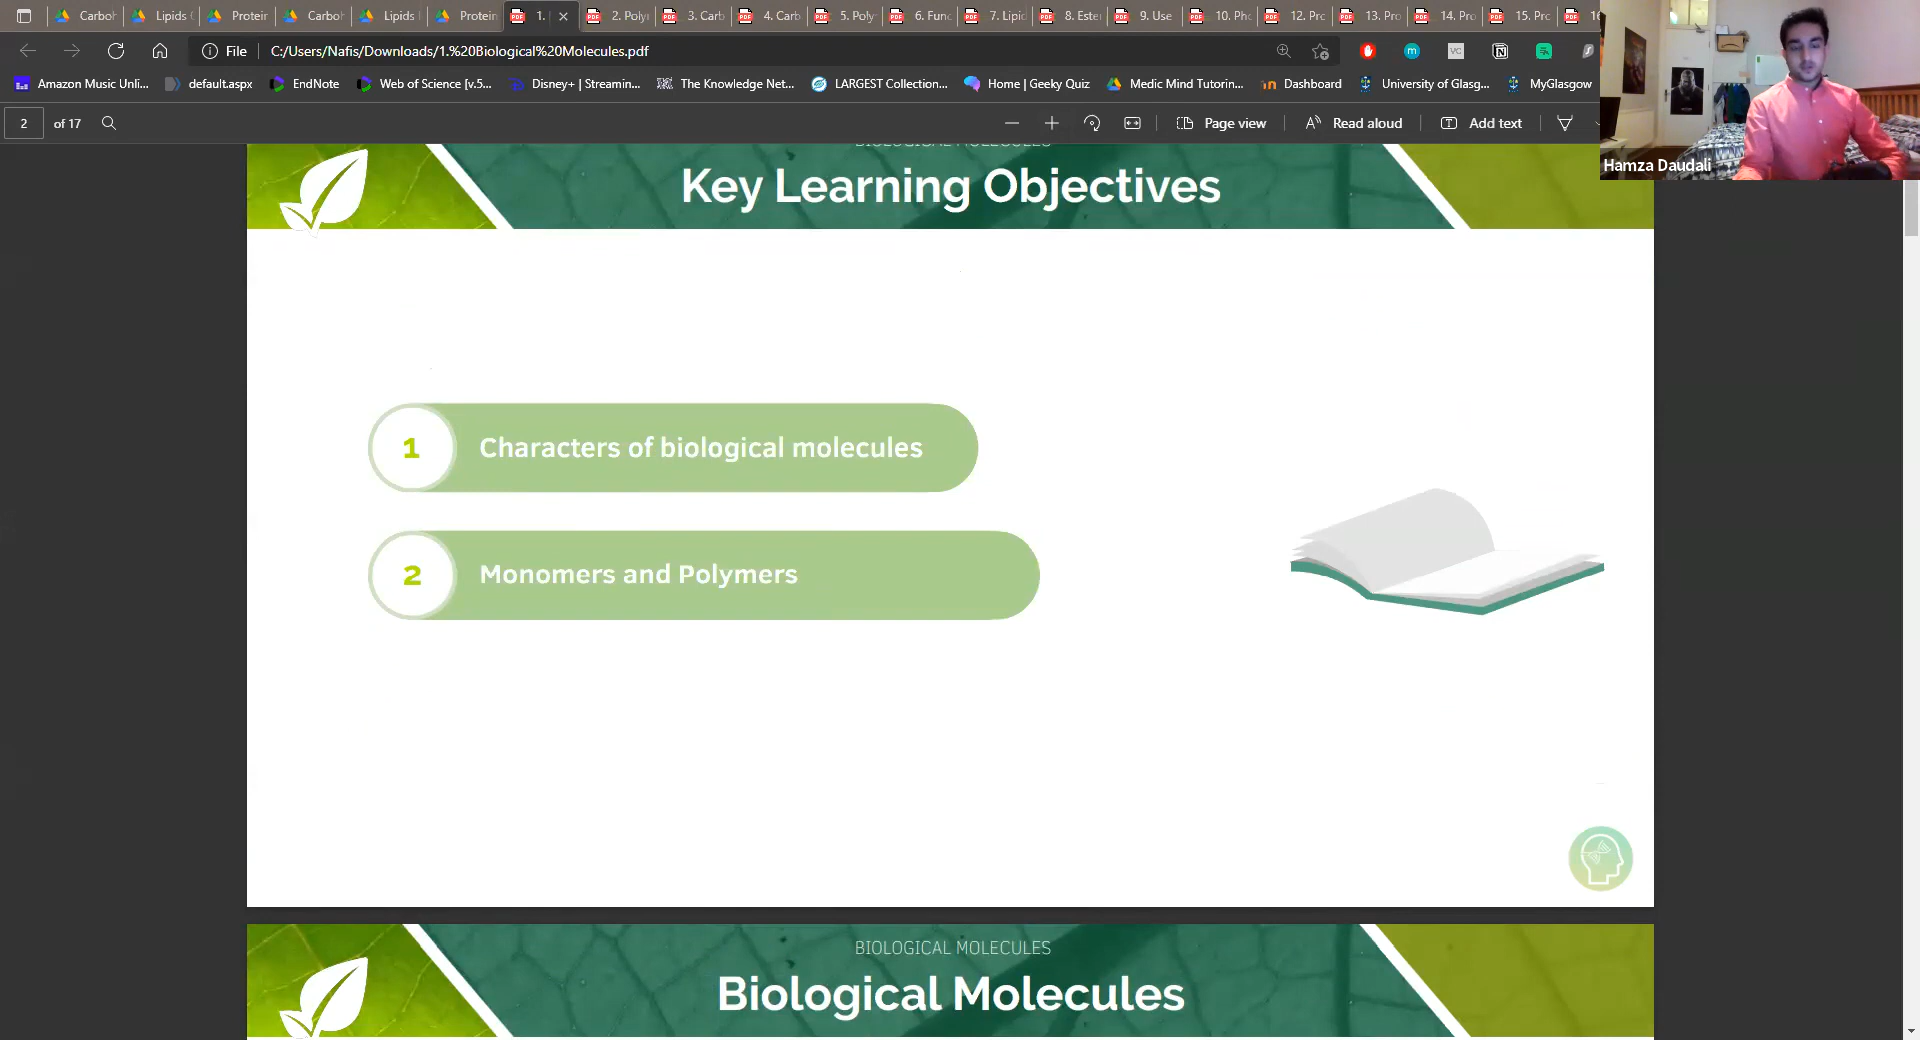 Carboh
Lipids
Protein
Carboh
Lipids
Protein
1.
2. Poly
3. Carb
4. Carb
5. Poly
6. Func
7. Lipid
8. Este
9. Use
10. Pho
12. Pro
13. Pro
14. Pro
15. Pro
File C:/Users/Nafis/Downloads/1.%20Biological%20Molecules.pdf
Amazon Music Unli...
default.aspx
EndNote
Web of Science [v.5...
Disney+ | Streamin...
The Knowledge Net...
LARGEST Collection...
Home | Geeky Quiz
Medic Mind Tutorin...
Dashboard
University of Glasg...
MyGlasgow
2 of 17
Page view
Read aloud
Add text
Hamza Daudali
BIOLOGICAL MOLECULES
Key Learning Objectives
1 Characters of biological molecules
2 Monomers and Polymers
BIOLOGICAL MOLECULES
Biological Molecules